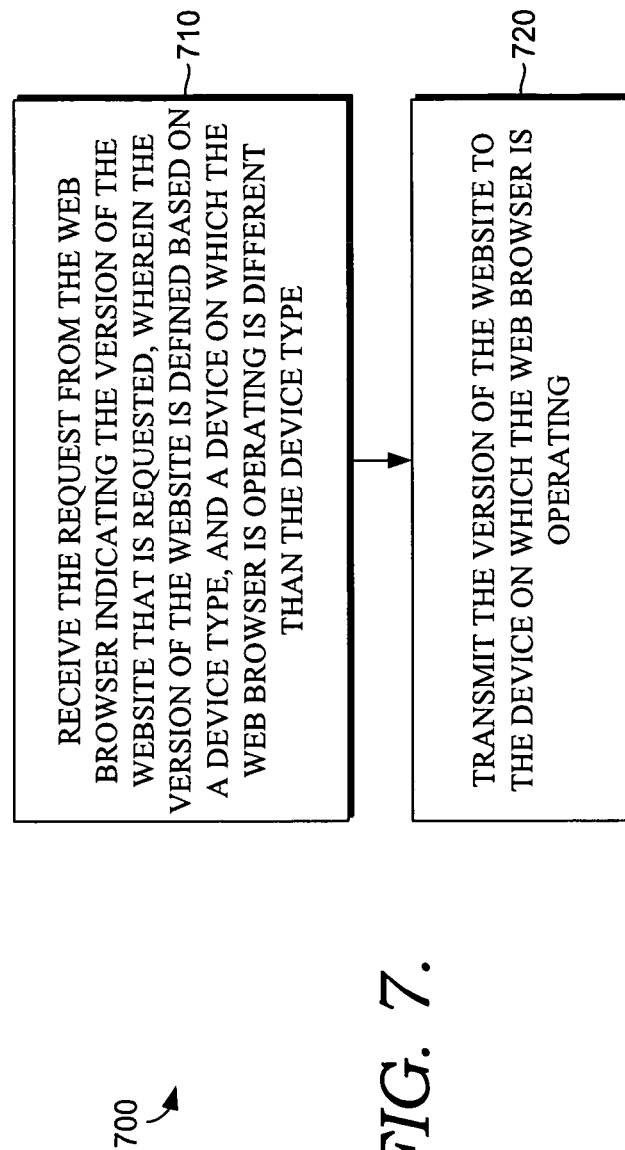 700
RECEIVE THE REQUEST FROM THE WEB
BROWSER INDICATING THE VERSION OF THE
WEBSITE THAT IS REQUESTED, WHEREIN THE
VERSION OF THE WEBSITE IS DEFINED BASED ON
A DEVICE TYPE, AND A DEVICE ON WHICH THE
WEB BROWSER IS OPERATING IS DIFFERENT
THAN THE DEVICE TYPE
710
TRANSMIT THE VERSION OF THE WEBSITE TO
THE DEVICE ON WHICH THE WEB BROWSER IS
OPERATING
720
FIG. 7.